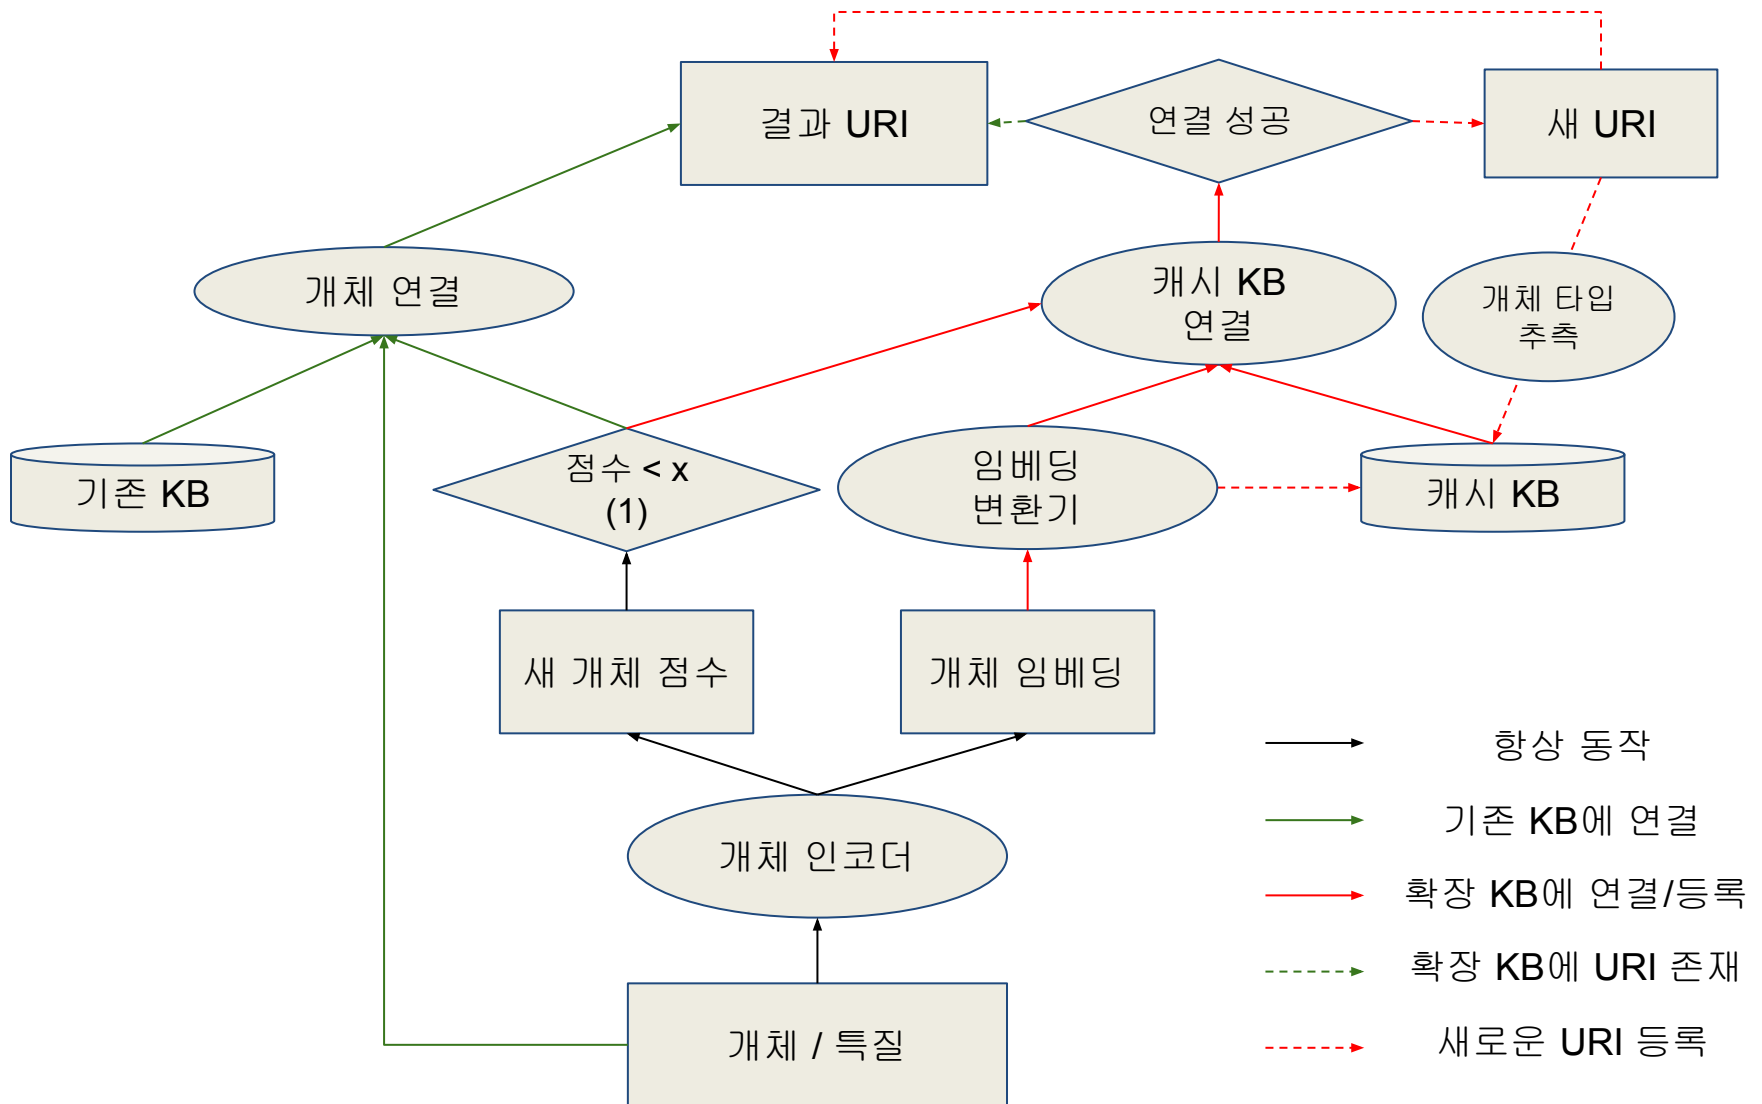 결과 URI
연결 성공
새 URI
개체 연결
캐시 KB
연결
개체 타입
추측
기존 KB
점수 < x
(1)
임베딩
변환기
캐시 KB
새 개체 점수
개체 임베딩
항상 동작
기존 KB에 연결
개체 인코더
확장 KB에 연결/등록
확장 KB에 URI 존재
개체 / 특질
새로운 URI 등록